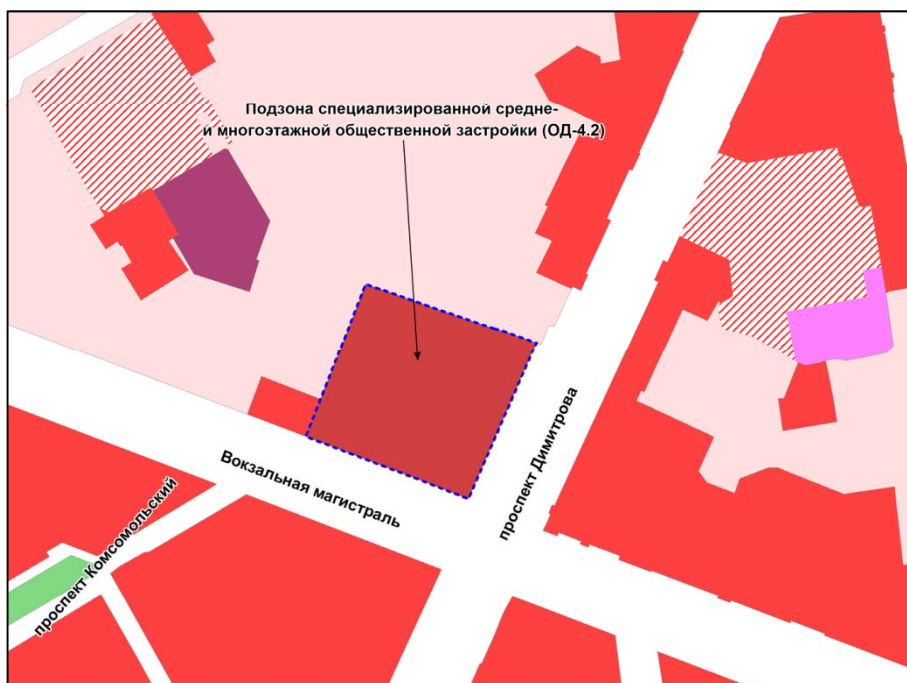 Подзона специализированной средне-
и многоэтажной общественной застройки (ОД-4.2)
Вокзальная магистраль
проспект Димитрова
проспект Комсомольский